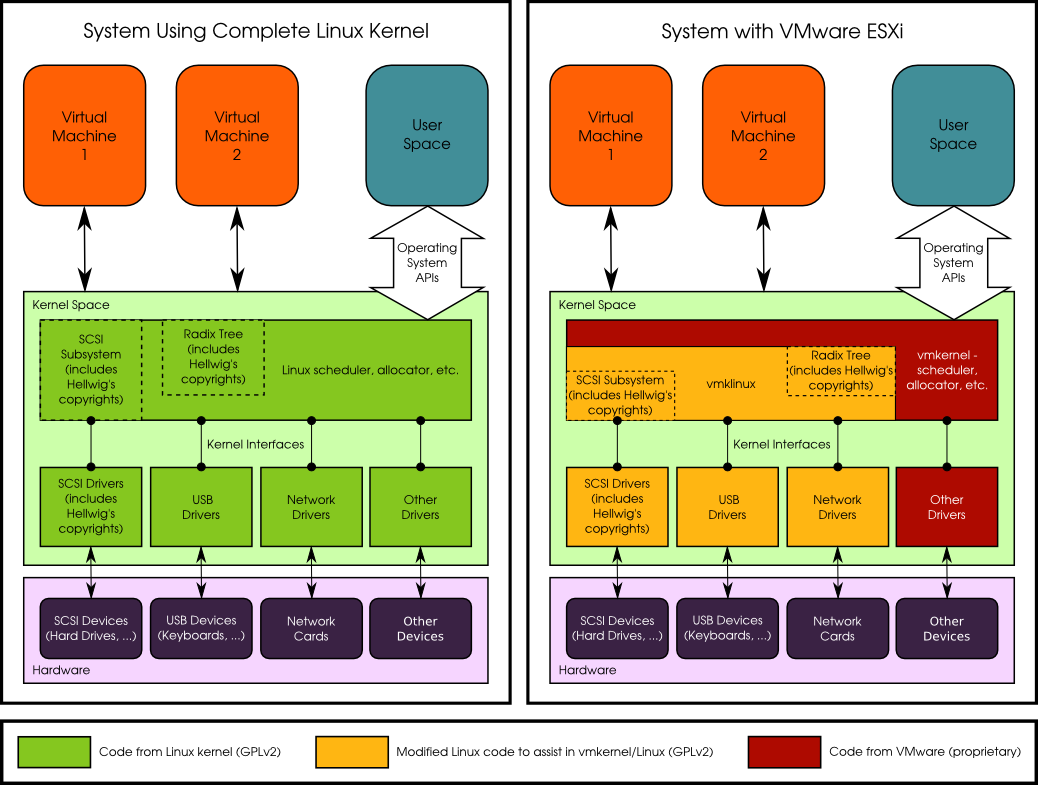 System Using Complete Linux Kernel
Virtual
Machine
1
Virtual
Machine
2
User
Space
Operating
System
APIs
Kernel Space
SCSI
Subsystem
(includes
Hellwig's
copyrights)
Radix Tree
(includes
Hellwig's
copyrights)
Linux scheduler, allocator, etc.
Kernel Interfaces
SCSI Drivers
(includes
Hellwig's
copyrights)
USB
Drivers
Network
Drivers
Other
Drivers
SCSI Devices
(Hard Drives, ...)
USB Devices
(Keyboards, ...)
Network
Cards
Other
Devices
Hardware
System with VMware ESXi
Virtual
Machine
1
Virtual
Machine
2
User
Space
Operating
System
APIs
Kernel Space
SCSI Subsystem
(includes Hellwig's
copyrights)
vmklinux
Radix Tree
(includes Hellwig's
copyrights)
vmkernel -
scheduler,
allocator, etc.
Kernel Interfaces
SCSI Drivers
(includes
Hellwig's
copyrights)
USB
Drivers
Network
Drivers
Other
Drivers
SCSI Devices
(Hard Drives, ...)
USB Devices
(Keyboards, ...)
Network
Cards
Other
Devices
Hardware
Code from Linux kernel (GPLv2)
Modified Linux code to assist in vmkernel/Linux (GPLv2)
Code from VMware (proprietary)